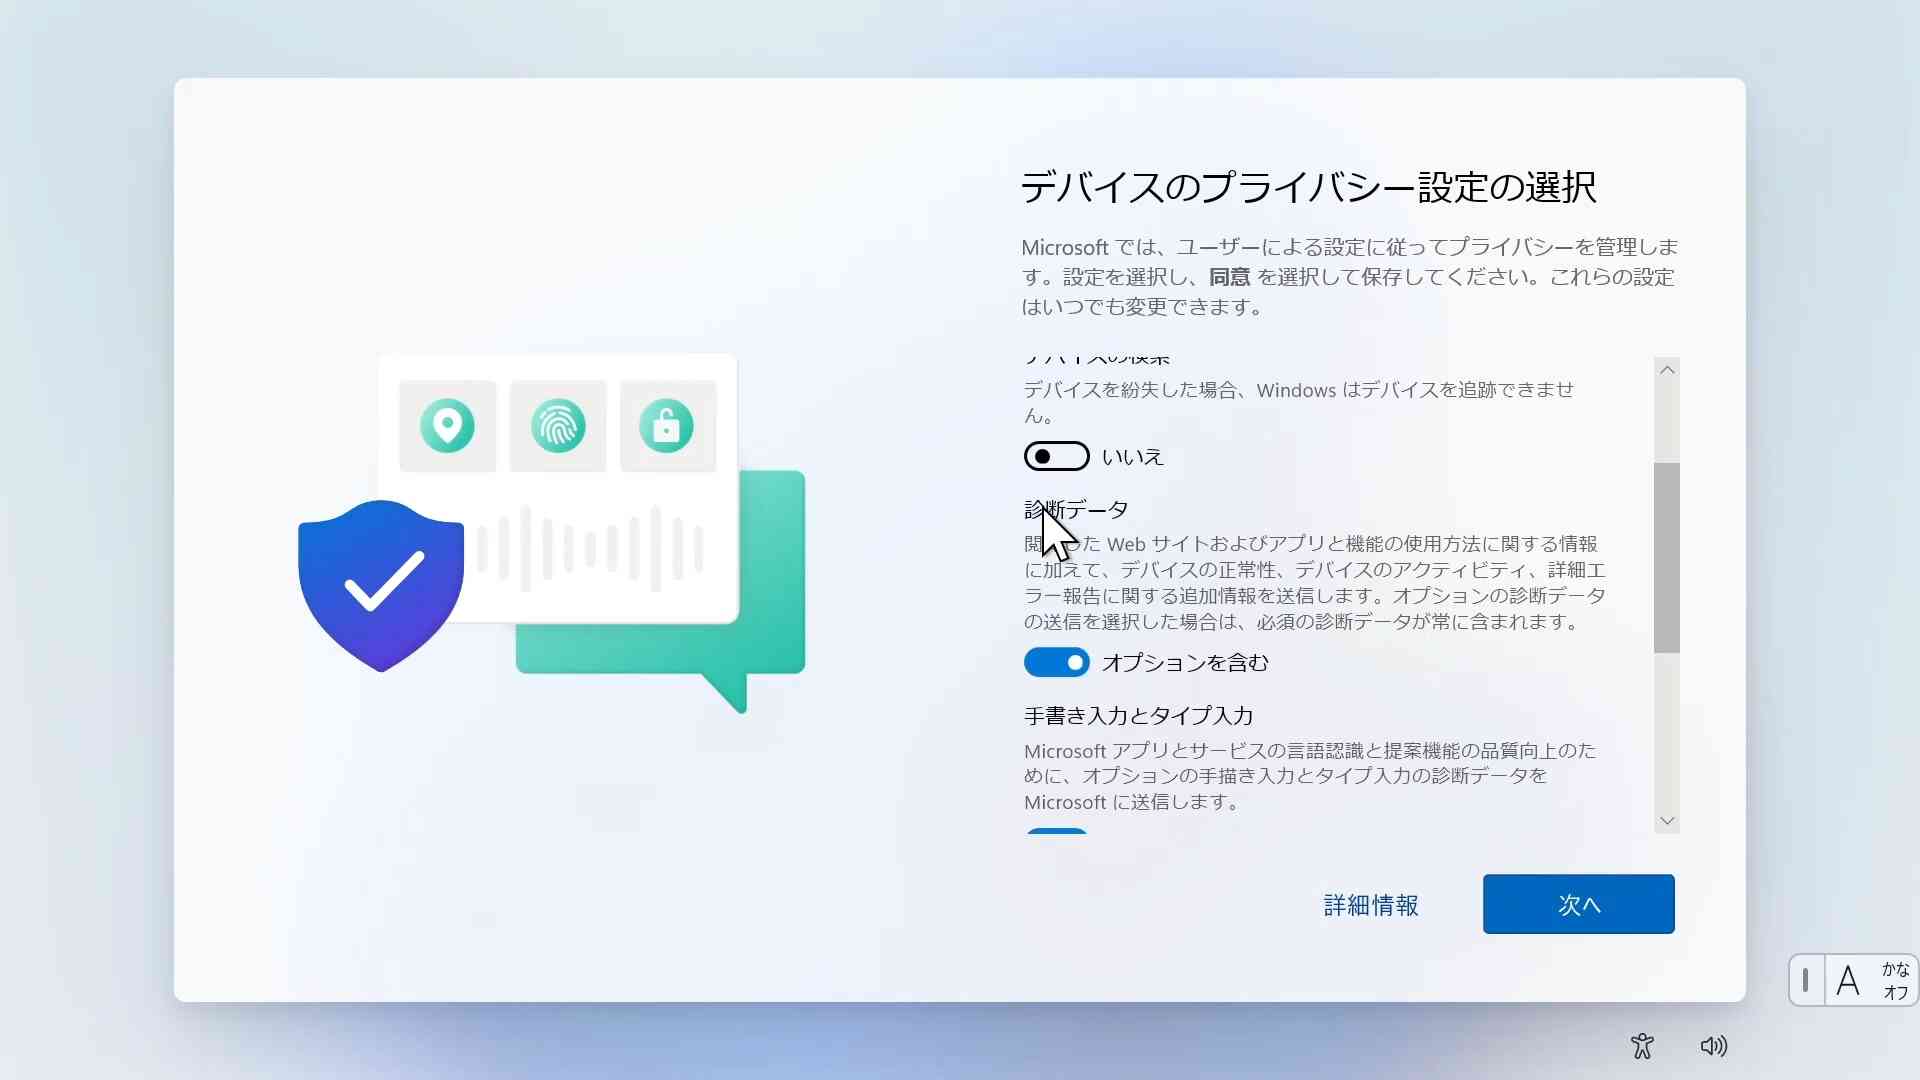 デバイスのプライバシー設定の選択
Microsoft では、ユーザーによる設定に従ってプライバシーを管理しま
す。設定を選択し、同意 を選択して保存してください。これらの設定
はいつでも変更できます。
デバイスの検索
デバイスを紛失した場合、Windows はデバイスを追跡できませ
ん。
いいえ
診断データ
閲した Web サイトおよびアプリと機能の使用方法に関する情報
に加えて、デバイスの正常性、デバイスのアクティビティ、詳細エ
ラー報告に関する追加情報を送信します。オプションの診断データ
の送信を選択した場合は、必須の診断データが常に含まれます。
オプションを含む
手書き入力とタイプ入力
Microsoft アプリとサービスの言語認識と提案機能の品質向上のた
めに、オプションの手描き入力とタイプ入力の診断データを
Microsoft に送信します。
詳細情報
次へ
A
かな
オフ